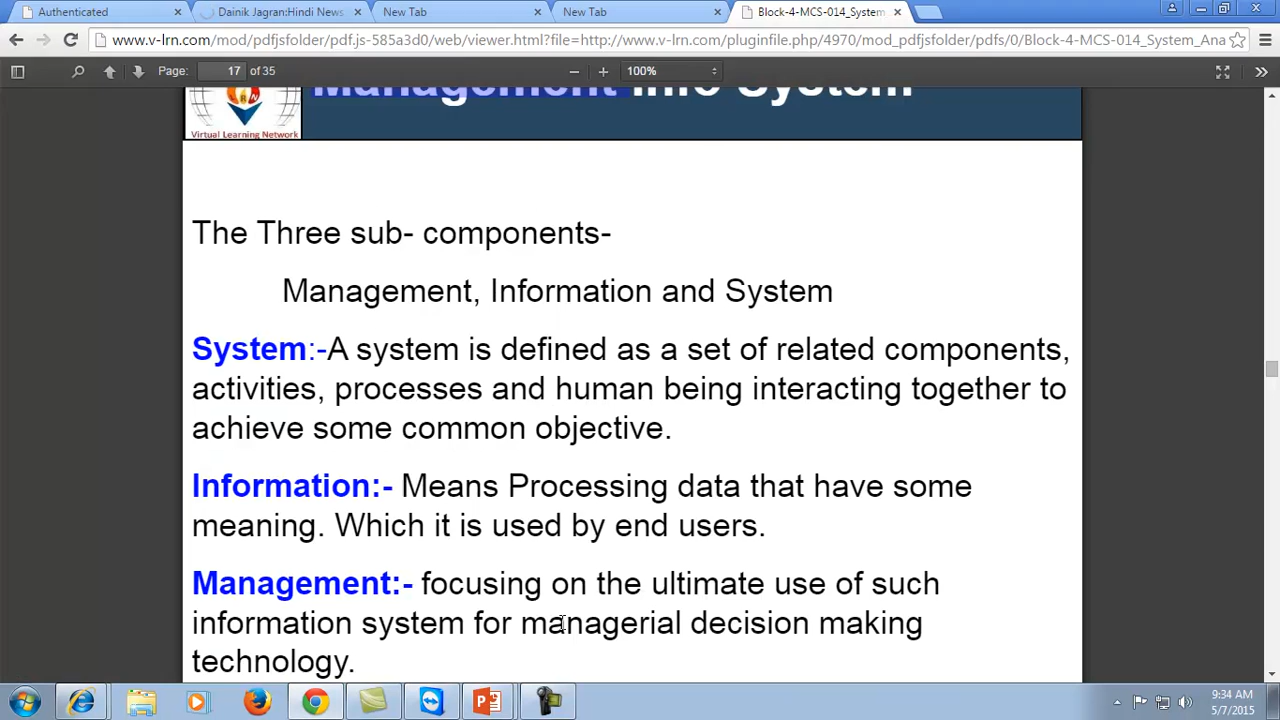 Authenticated
Dainik Jagran:Hindi News
New Tab
New Tab
Block-4-MCS-014_System
www.v-lrn.com/mod/pdfjsfolder/pdf.js-585a3d0/web/viewer.html?file=http://www.v-lrn.com/pluginfile.php/4970/mod_pdfjsfolder/pdfs/0/Block-4-MCS-014_System_Ana
Page: 17 of 35
100%
Management Info System
Virtual Learning Network
The Three sub- components-
Management, Information and System
System:-A system is defined as a set of related components,
activities, processes and human being interacting together to
achieve some common objective.
Information:- Means Processing data that have some
meaning. Which it is used by end users.
Management:- focusing on the ultimate use of such
information system for managerial decision making
technology.
9:34 AM
5/7/2015